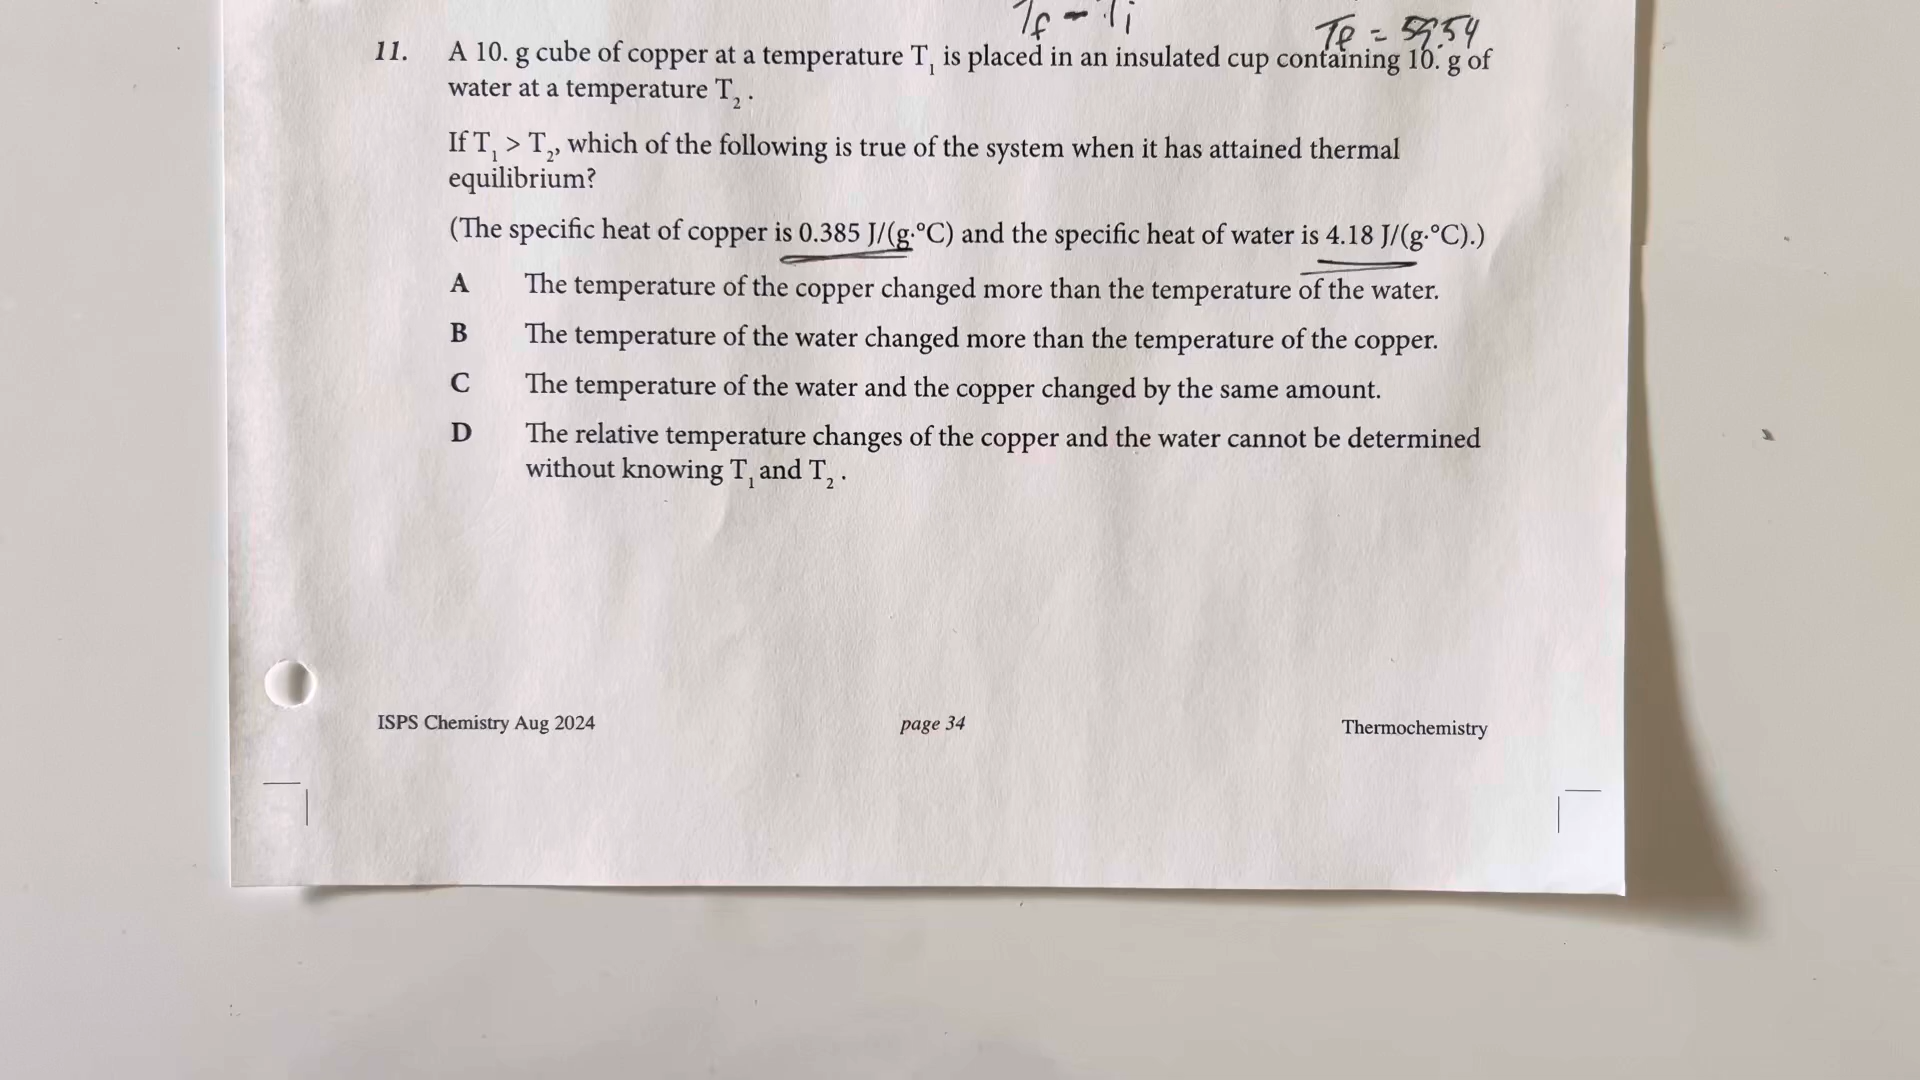 Tf - Ti
Tf = 59.54
11. A 10. g cube of copper at a temperature T₁ is placed in an insulated cup containing 10. g of
water at a temperature T₂ .
If T₁ > T₂, which of the following is true of the system when it has attained thermal
equilibrium?
(The specific heat of copper is 0.385 J/(g·°C) and the specific heat of water is 4.18 J/(g·°C).)
A The temperature of the copper changed more than the temperature of the water.
B The temperature of the water changed more than the temperature of the copper.
C The temperature of the water and the copper changed by the same amount.
D The relative temperature changes of the copper and the water cannot be determined
without knowing T₁ and T₂ .
ISPS Chemistry Aug 2024 page 34 Thermochemistry